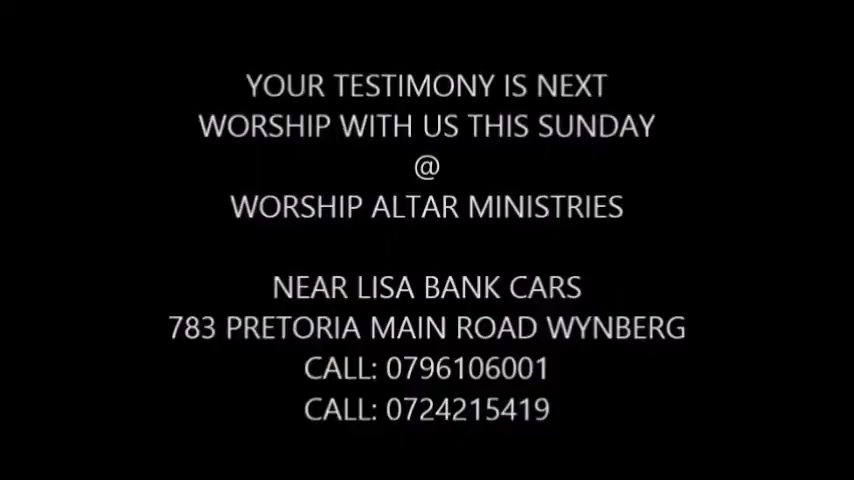 YOUR TESTIMONY IS NEXT
WORSHIP WITH US THIS SUNDAY
@
WORSHIP ALTAR MINISTRIES
NEAR LISA BANK CARS
783 PRETORIA MAIN ROAD WYNBERG
CALL: 0796106001
CALL: 0724215419